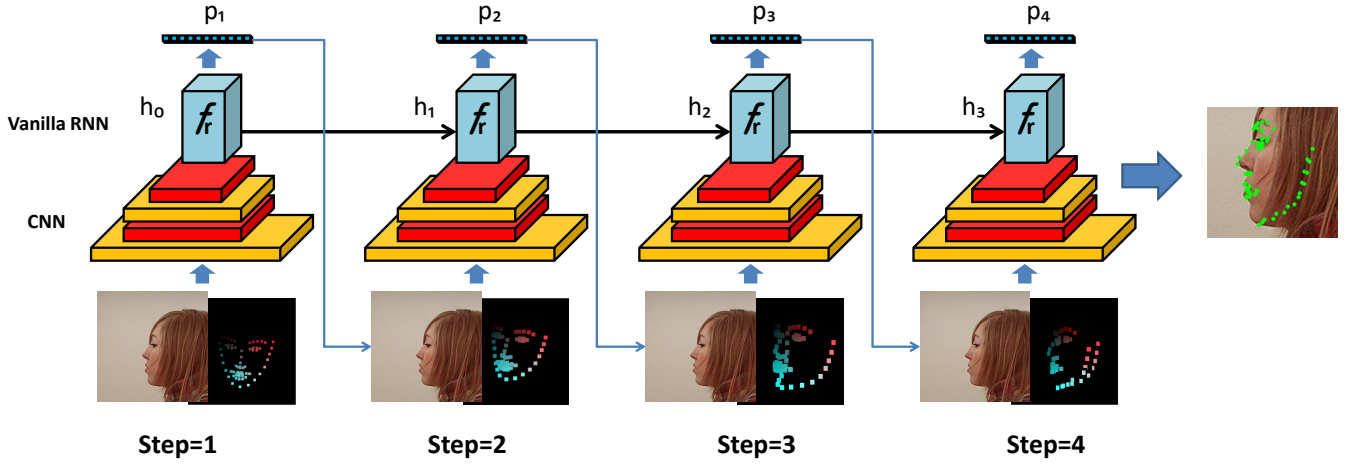 p₁ p₂ p₃ p₄
h₀ h₁ h₂ h₃
Vanilla RNN
fᵣ fᵣ fᵣ fᵣ
CNN
Step=1 Step=2 Step=3 Step=4